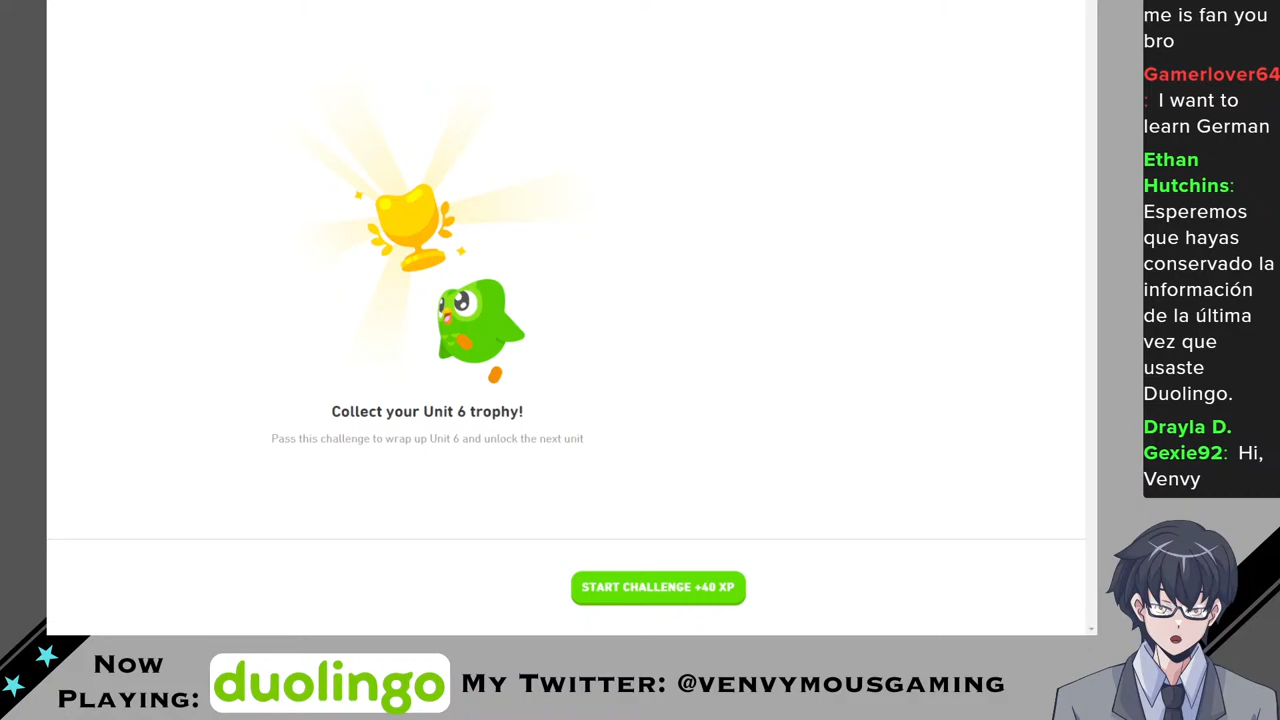 Collect your Unit 6 trophy!
Pass this challenge to wrap up Unit 6 and unlock the next unit
START CHALLENGE +40 XP
me is fan you
bro
Gamerlover64
: I want to
learn German
Ethan
Hutchins:
Esperemos
que hayas
conservado la
información
de la última
vez que
usaste
Duolingo.
Drayla D.
Gexie92: Hi,
Venvy
Now
Playing:
duolingo
My Twitter: @venvymousgaming